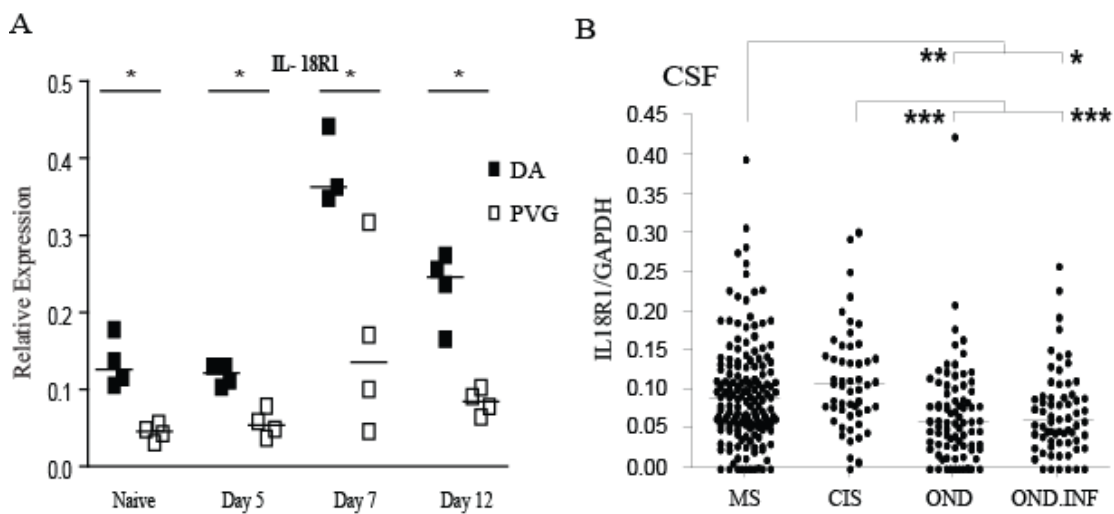 A
IL- 18R1
* * * *
0.5
0.4
0.3
0.2
0.1
0.0
Relative Expression
DA
PVG
Naive Day 5 Day 7 Day 12
B
** *
CSF
*** ***
0.45
0.40
0.35
0.30
0.25
0.20
0.15
0.10
0.05
0.00
IL18R1/GAPDH
MS CIS OND OND.INF